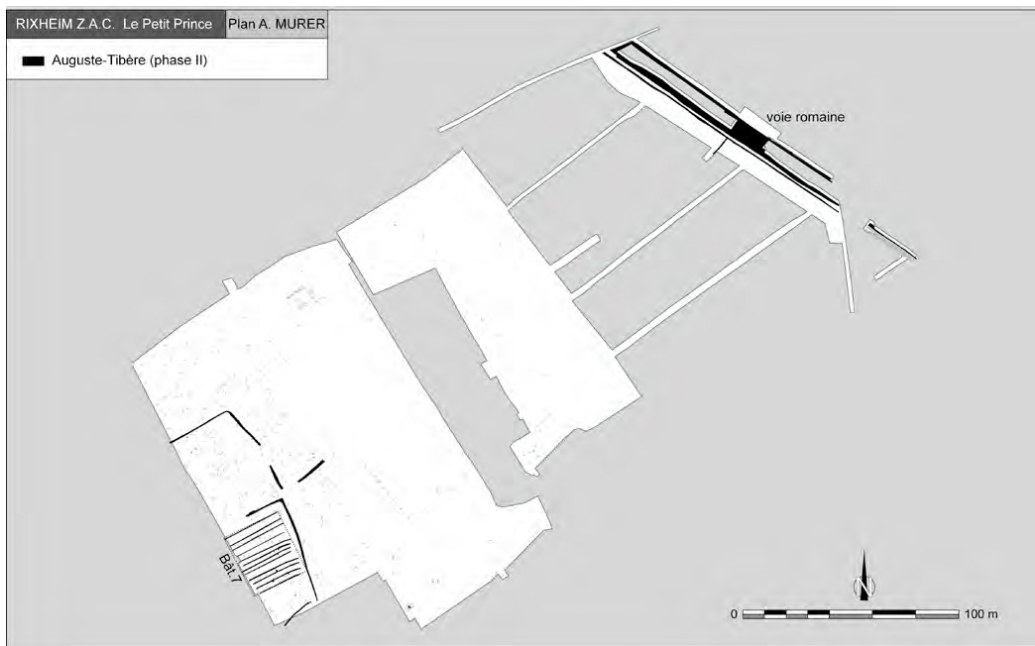 RIXHEIM Z.A.C. Le Petit Prince Plan A. MURER
Auguste-Tibère (phase II)
voie romaine
Bât.7
N
0 100 m